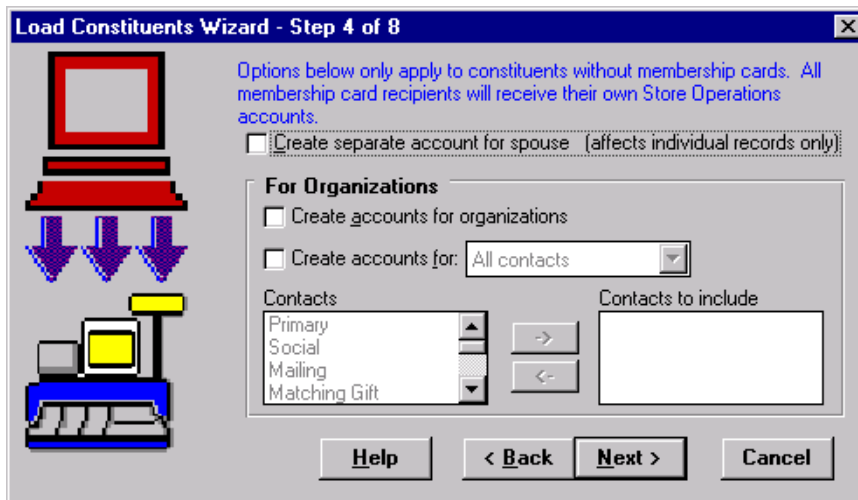 Load Constituents Wizard - Step 4 of 8
Options below only apply to constituents without membership cards. All
membership card recipients will receive their own Store Operations
accounts.
Create separate account for spouse (affects individual records only)
For Organizations
Create accounts for organizations
Create accounts for: All contacts
Contacts
Contacts to include
Primary
Social
Mailing
Matching Gift
->
<-
Help
< Back
Next >
Cancel